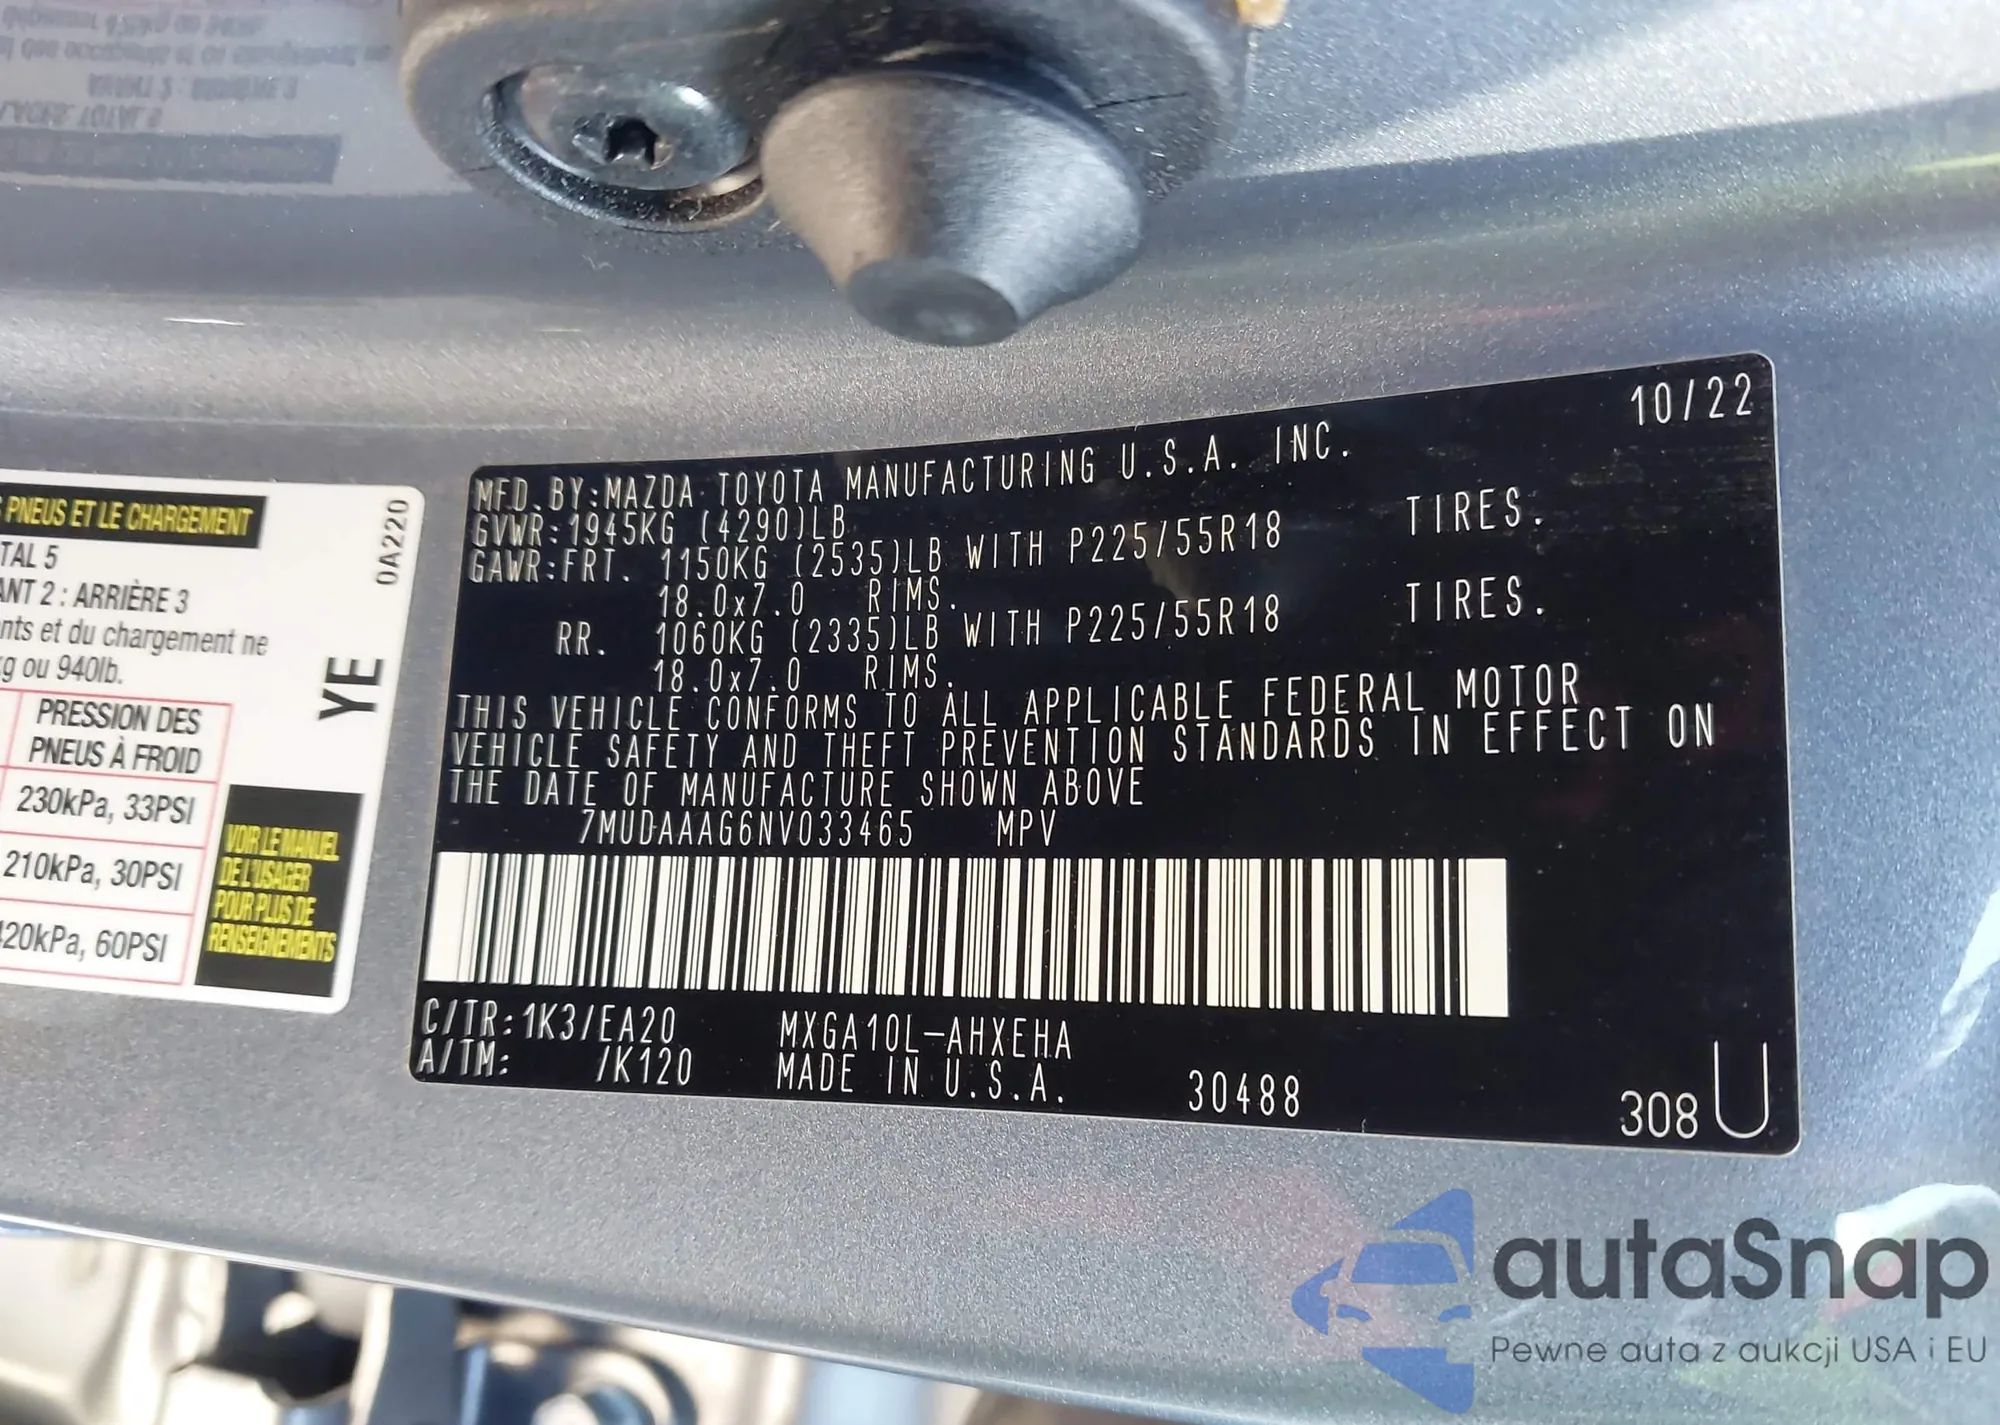 S PNEUS ET LE CHARGEMENT
TAL 5
ANT 2 : ARRIÈRE 3
nts et du chargement ne
kg ou 940lb.
PRESSION DES
PNEUS À FROID
230kPa, 33PSI
210kPa, 30PSI
420kPa, 60PSI
0A220
YE
VOIR LE MANUEL
DE L'USAGER
POUR PLUS DE
RENSEIGNEMENTS
10/22
MFD. BY:MAZDA TOYOTA MANUFACTURING U.S.A. INC.
GVWR:1945KG (4290)LB
GAWR:FRT. 1150KG (2535)LB WITH P225/55R18 TIRES.
18.0x7.0 RIMS.
RR. 1060KG (2335)LB WITH P225/55R18 TIRES.
18.0x7.0 RIMS.
THIS VEHICLE CONFORMS TO ALL APPLICABLE FEDERAL MOTOR
VEHICLE SAFETY AND THEFT PREVENTION STANDARDS IN EFFECT ON
THE DATE OF MANUFACTURE SHOWN ABOVE
7MUDAAAG6NV033465 MPV
C/TR:1K3/EA20 MXGA10L-AHXEHA
A/TM: /K120 MADE IN U.S.A. 30488
308 U
autaSnap
Pewne auta z aukcji USA i EU